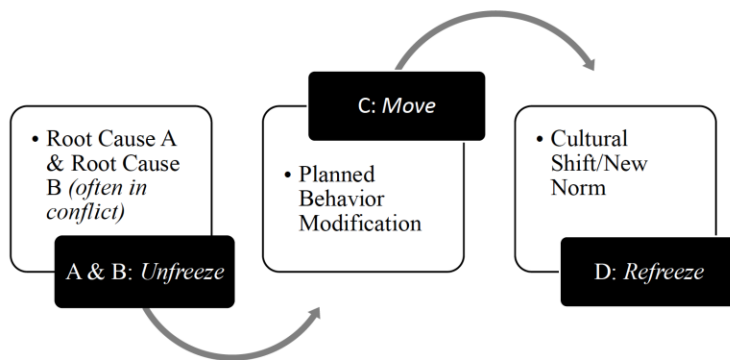 • Root Cause A
& Root Cause
B (often in
conflict)
A & B: Unfreeze
C: Move
• Planned
Behavior
Modification
• Cultural
Shift/New
Norm
D: Refreeze